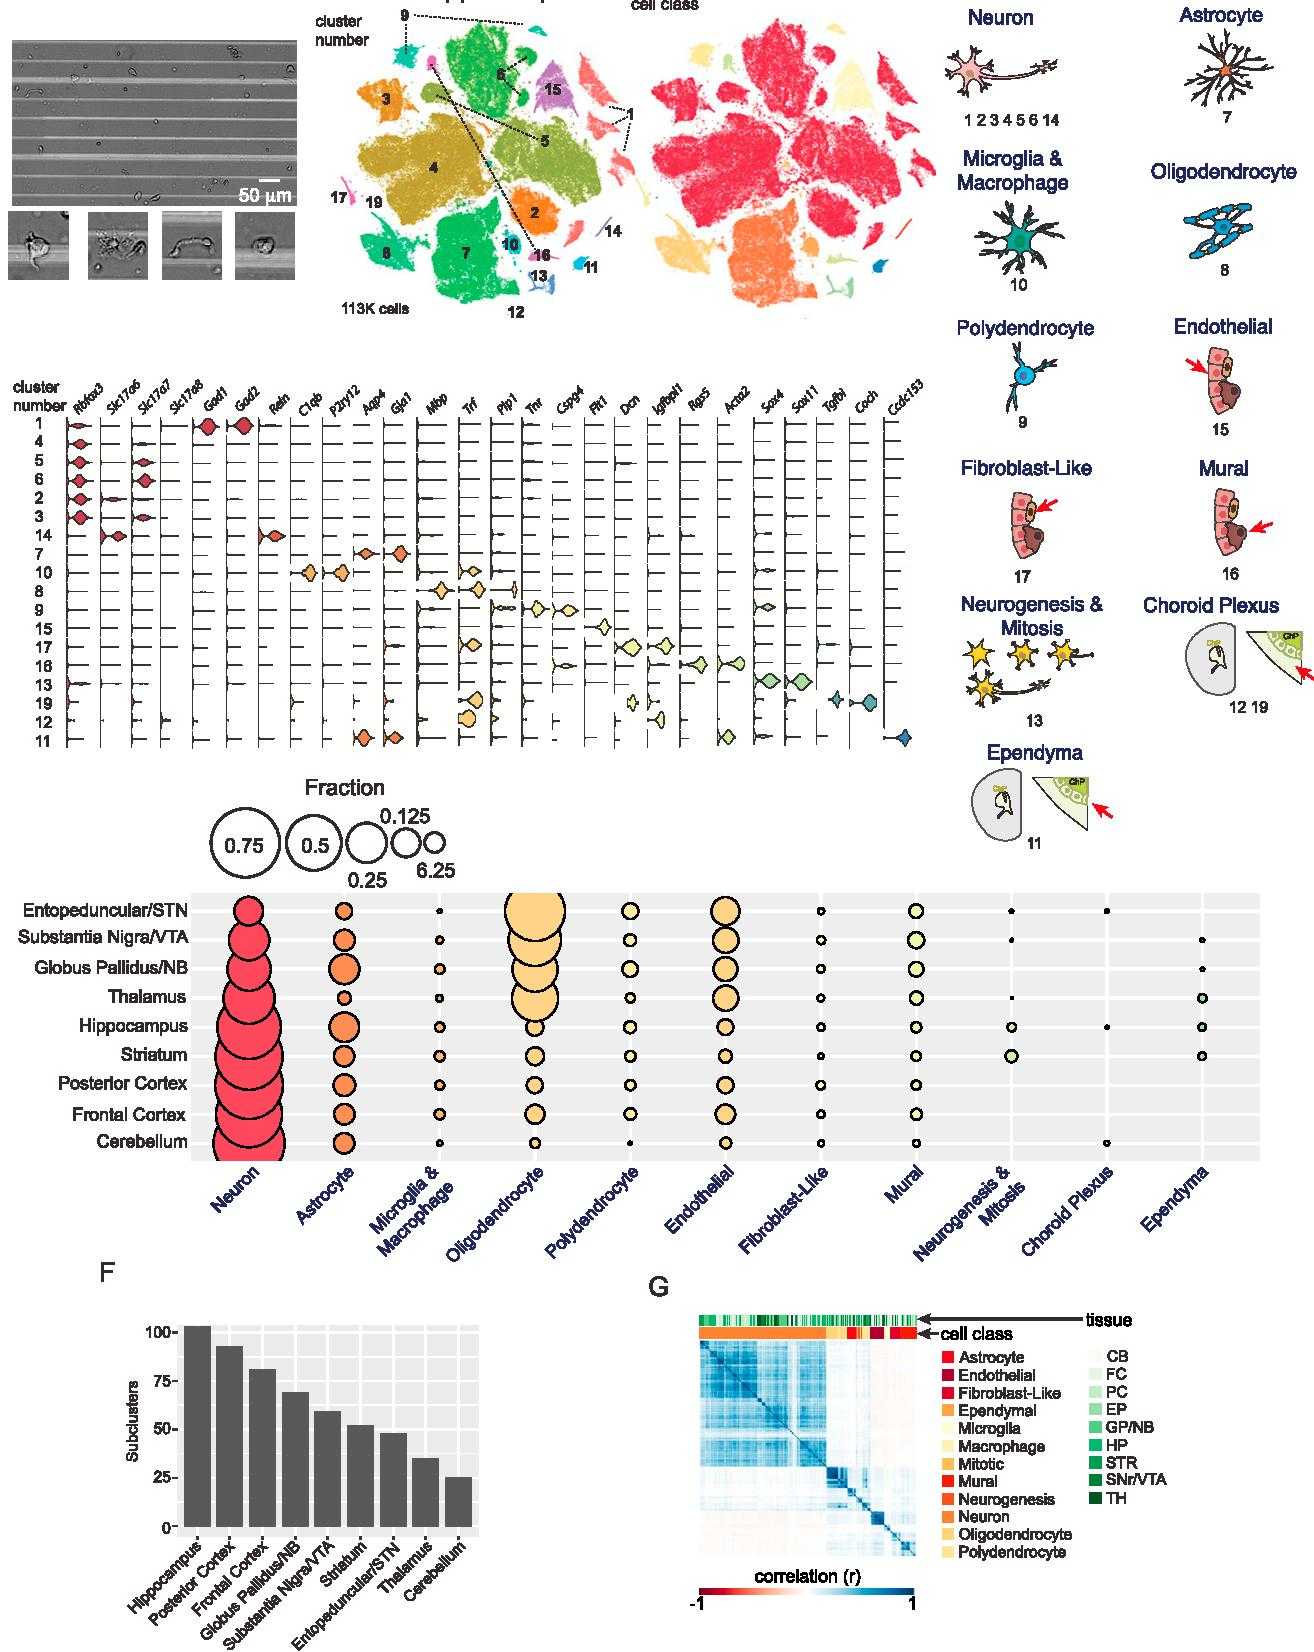 cell class
cluster
number
9
6
15
3
1
5
4
17
19
2
14
10
7
8
16
11
13
113K cells
12
50 µm
Neuron
1 2 3 4 5 6 14
Astrocyte
7
Microglia &
Macrophage
10
Oligodendrocyte
8
Polydendrocyte
9
Endothelial
15
Fibroblast-Like
17
Mural
16
Neurogenesis &
Mitosis
13
Choroid Plexus
ChP
ChP
12 19
Ependyma
ChP
ChP
11
cluster
number
Rbfox3 Slc17a6 Slc17a7 Slc17a8 Gad1 Gad2 Reln C1qb P2ry12 Aqp4 Gja1 Mbp Trf Plp1 Tnr Cspg4 Flt1 Dcn Igfbpl1 Rgs5 Acta2 Sox4 Sox11 Tgfbi Coch Ccdc153
1
4
5
6
2
3
14
7
10
8
9
15
17
16
13
19
12
11
Fraction
0.75
0.5
0.25
0.125
6.25
Entopeduncular/STN
Substantia Nigra/VTA
Globus Pallidus/NB
Thalamus
Hippocampus
Striatum
Posterior Cortex
Frontal Cortex
Cerebellum
Neuron
Astrocyte
Microglia &
Macrophage
Oligodendrocyte
Polydendrocyte
Endothelial
Fibroblast-Like
Mural
Neurogenesis &
Mitosis
Choroid Plexus
Ependyma
F
Subclusters
100
75
50
25
0
Hippocampus
Posterior Cortex
Frontal Cortex
Globus Pallidus/NB
Substantia Nigra/VTA
Striatum
Entopeduncular/STN
Thalamus
Cerebellum
G
tissue
cell class
Astrocyte
Endothelial
Fibroblast-Like
Ependymal
Microglia
Macrophage
Mitotic
Mural
Neurogenesis
Neuron
Oligodendrocyte
Polydendrocyte
CB
FC
PC
EP
GP/NB
HP
STR
SNr/VTA
TH
correlation (r)
-1
1